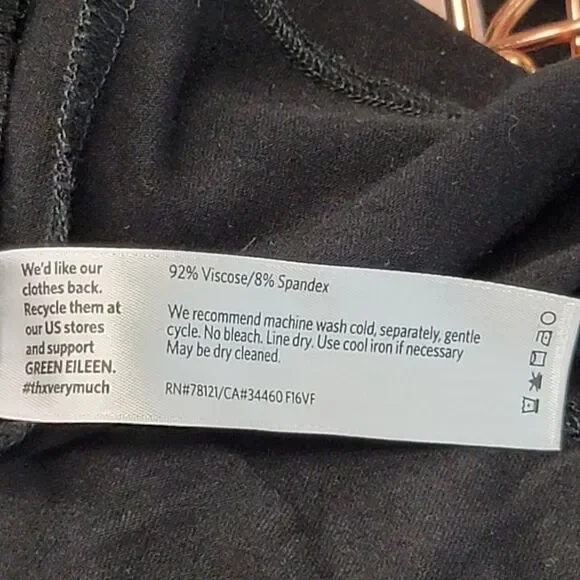 We'd like our
clothes back.
Recycle them at
our US stores
and support
GREEN EILEEN.
#thxverymuch
92% Viscose/8% Spandex
We recommend machine wash cold, separately, gentle
cycle. No bleach. Line dry. Use cool iron if necessary
May be dry cleaned.
RN#78121/CA#34460 F16VF